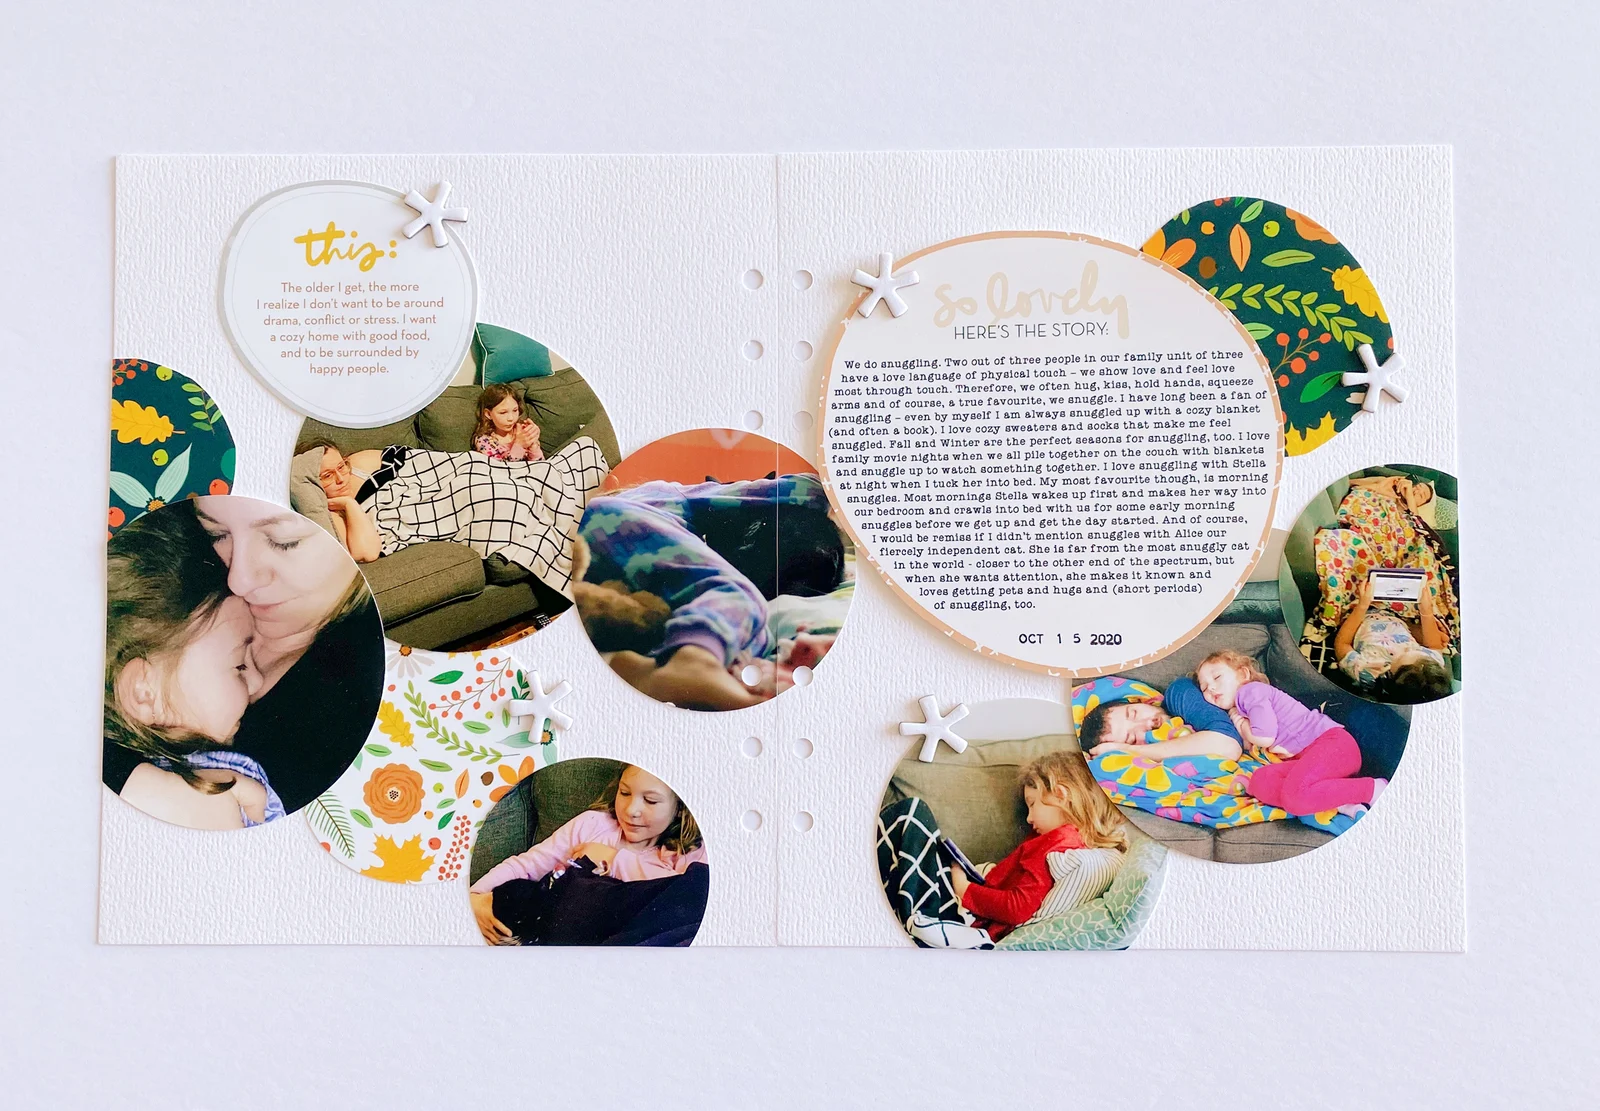 this:
The older I get, the more
I realize I don't want to be around
drama, conflict or stress. I want
a cozy home with good food,
and to be surrounded by
happy people.
so lovely
HERE'S THE STORY:
We do snuggling. Two out of three people in our family unit of three
have a love language of physical touch - we show love and feel love
most through touch. Therefore, we often hug, kiss, hold hands, squeeze
arms and of course, a true favourite, we snuggle. I have long been a fan of
snuggling - even by myself I am always snuggled up with a cozy blanket
(and often a book). I love cozy sweaters and socks that make me feel
snuggled. Fall and Winter are the perfect seasons for snuggling, too. I love
family movie nights when we all pile together on the couch with blankets
and snuggle up to watch something together. I love snuggling with Stella
at night when I tuck her into bed. My most favourite though, is morning
snuggles. Most mornings Stella wakes up first and makes her way into
our bedroom and crawls into bed with us for some early morning
snuggles before we get up and get the day started. And of course,
I would be remiss if I didn't mention snuggles with Alice our
fiercely independent cat. She is far from the most snuggly cat
in the world - closer to the other end of the spectrum, but
when she wants attention, she makes it known and
loves getting pets and hugs and (short periods)
of snuggling, too.
OCT 1 5 2020